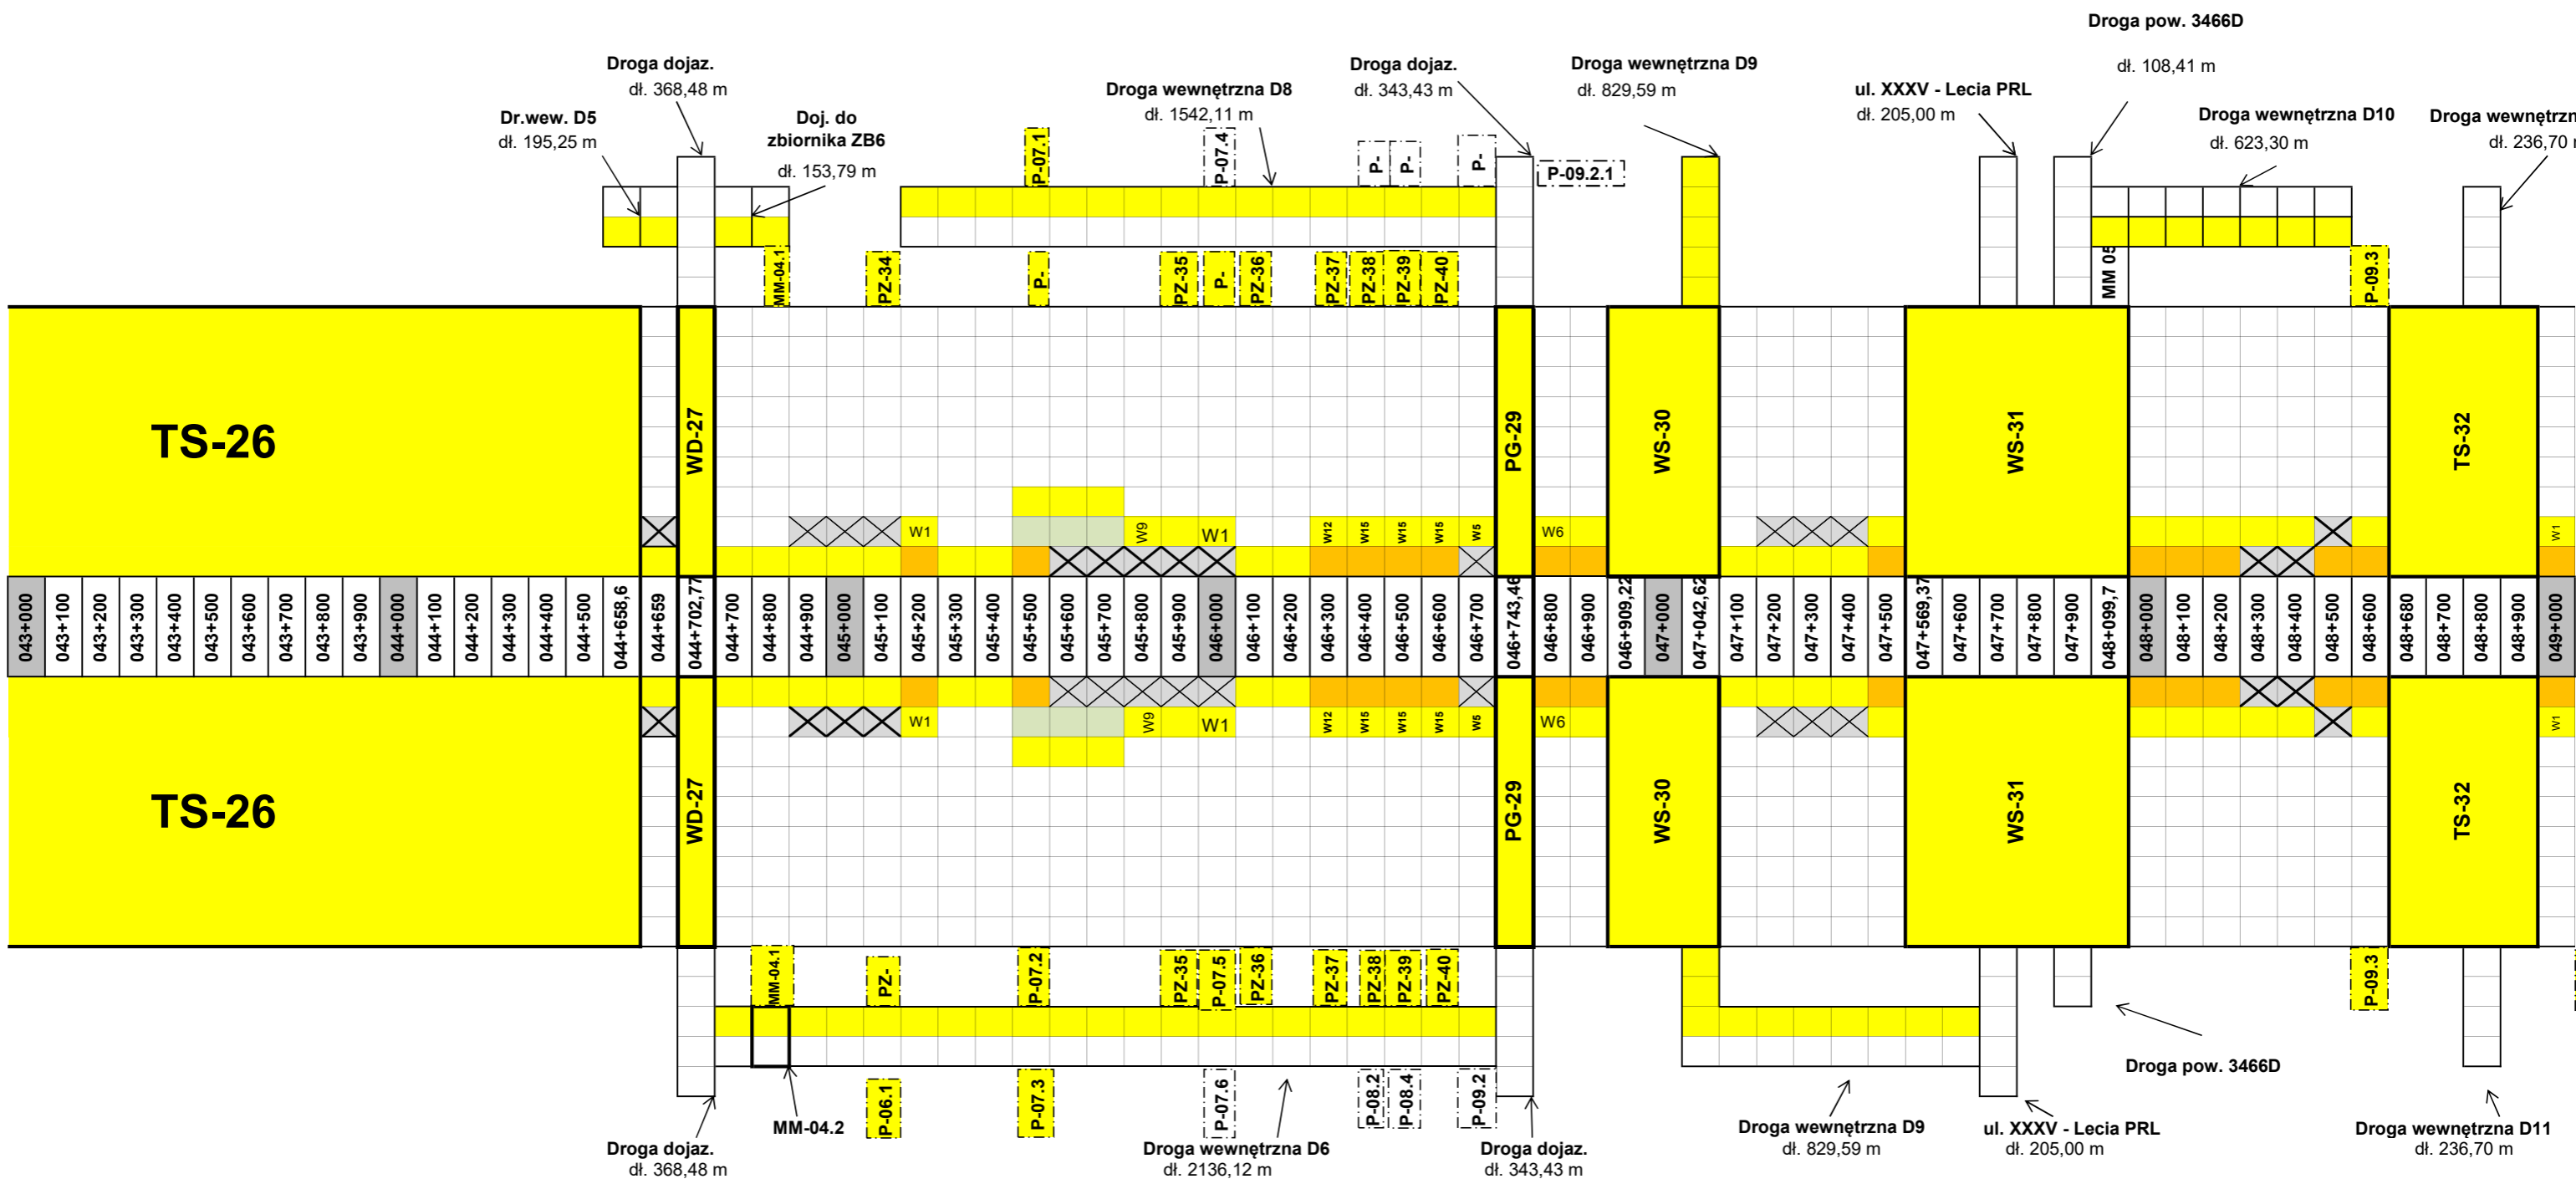 Droga pow. 3466D
dł. 108,41 m
Droga dojaz.
dł. 368,48 m
Droga wewnętrzna D8
dł. 1542,11 m
Droga dojaz.
dł. 343,43 m
Droga wewnętrzna D9
dł. 829,59 m
ul. XXXV - Lecia PRL
dł. 205,00 m
Droga wewnętrzna D10
dł. 623,30 m
Droga wewnętrzn
dł. 236,70 m
Dr.wew. D5
dł. 195,25 m
Doj. do
zbiornika ZB6
dł. 153,79 m
P-07.1
P-07.4
P-
P-
P-
P-09.2.1
MM-04.1
PZ-34
P-
PZ-35
P-
PZ-36
PZ-37
PZ-38
PZ-39
PZ-40
MM 05
P-09.3
TS-26
WD-27
PG-29
WS-30
WS-31
TS-32
W1
W9
W1
W12
W15
W15
W15
W5
W6
W1
043+000
043+100
043+200
043+300
043+400
043+500
043+600
043+700
043+800
043+900
044+000
044+100
044+200
044+300
044+400
044+500
044+658,6
044+659
044+702,77
044+700
044+800
044+900
045+000
045+100
045+200
045+300
045+400
045+500
045+600
045+700
045+800
045+900
046+000
046+100
046+200
046+300
046+400
046+500
046+600
046+700
046+743,46
046+800
046+900
046+909,22
047+000
047+042,62
047+100
047+200
047+300
047+400
047+500
047+569,37
047+600
047+700
047+800
047+900
048+099,7
048+000
048+100
048+200
048+300
048+400
048+500
048+600
048+680
048+700
048+800
048+900
049+000
W1
W9
W1
W12
W15
W15
W15
W5
W6
W1
TS-26
WD-27
PG-29
WS-30
WS-31
TS-32
MM-04.1
PZ-
P-07.2
PZ-35
P-07.5
PZ-36
PZ-37
PZ-38
PZ-39
PZ-40
P-09.3
P-06.1
P-07.3
P-07.6
P-08.2
P-08.4
P-09.2
MM-04.2
Droga pow. 3466D
Droga dojaz.
dł. 368,48 m
Droga wewnętrzna D6
dł. 2136,12 m
Droga dojaz.
dł. 343,43 m
Droga wewnętrzna D9
dł. 829,59 m
ul. XXXV - Lecia PRL
dł. 205,00 m
Droga wewnętrzna D11
dł. 236,70 m